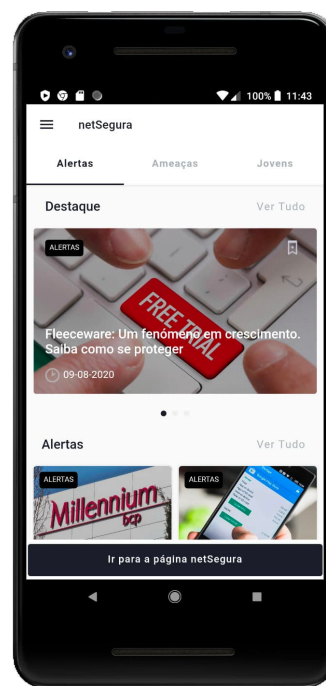 100% 11:43
netSegura
Alertas Ameaças Jovens
Destaque Ver Tudo
ALERTAS
FREE TRIAL
Fleeceware: Um fenómeno em crescimento.
Saiba como se proteger
09-08-2020
Alertas Ver Tudo
ALERTAS ALERTAS
Millennium
bcp
Ir para a página netSegura